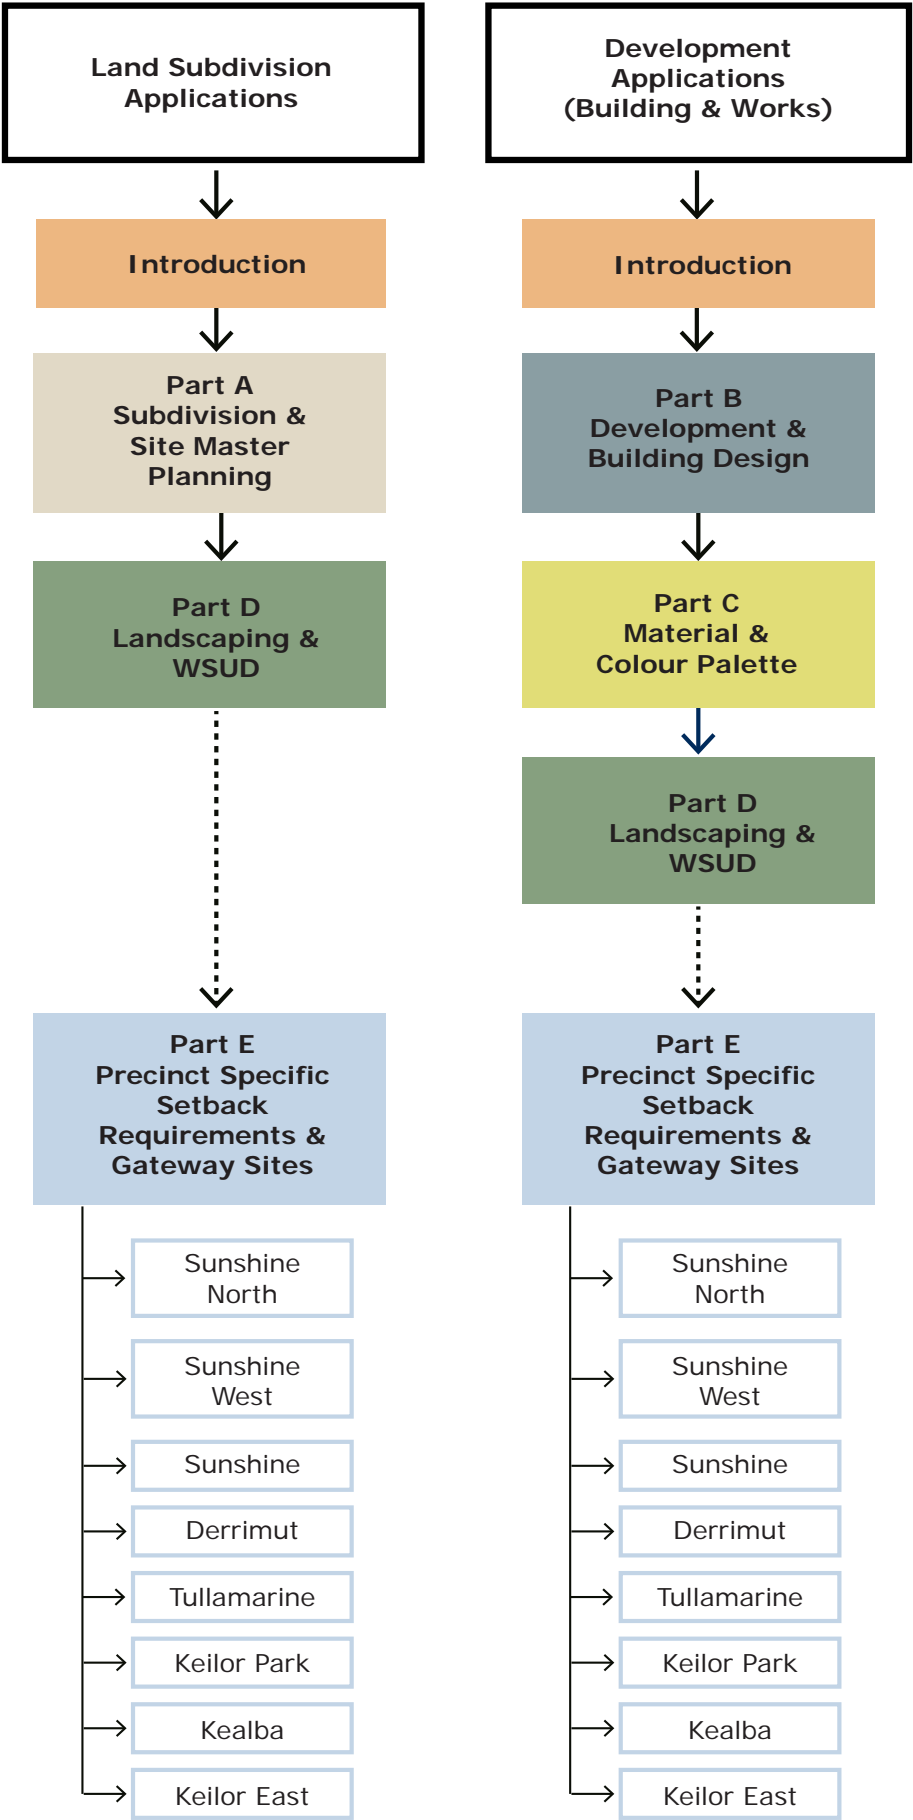 Land Subdivision
Applications
Introduction
Part A
Subdivision &
Site Master
Planning
Part D
Landscaping &
WSUD
Part E
Precinct Specific
Setback
Requirements &
Gateway Sites
Sunshine
North
Sunshine
West
Sunshine
Derrimut
Tullamarine
Keilor Park
Kealba
Keilor East
Development
Applications
(Building & Works)
Introduction
Part B
Development &
Building Design
Part C
Material &
Colour Palette
Part D
Landscaping &
WSUD
Part E
Precinct Specific
Setback
Requirements &
Gateway Sites
Sunshine
North
Sunshine
West
Sunshine
Derrimut
Tullamarine
Keilor Park
Kealba
Keilor East